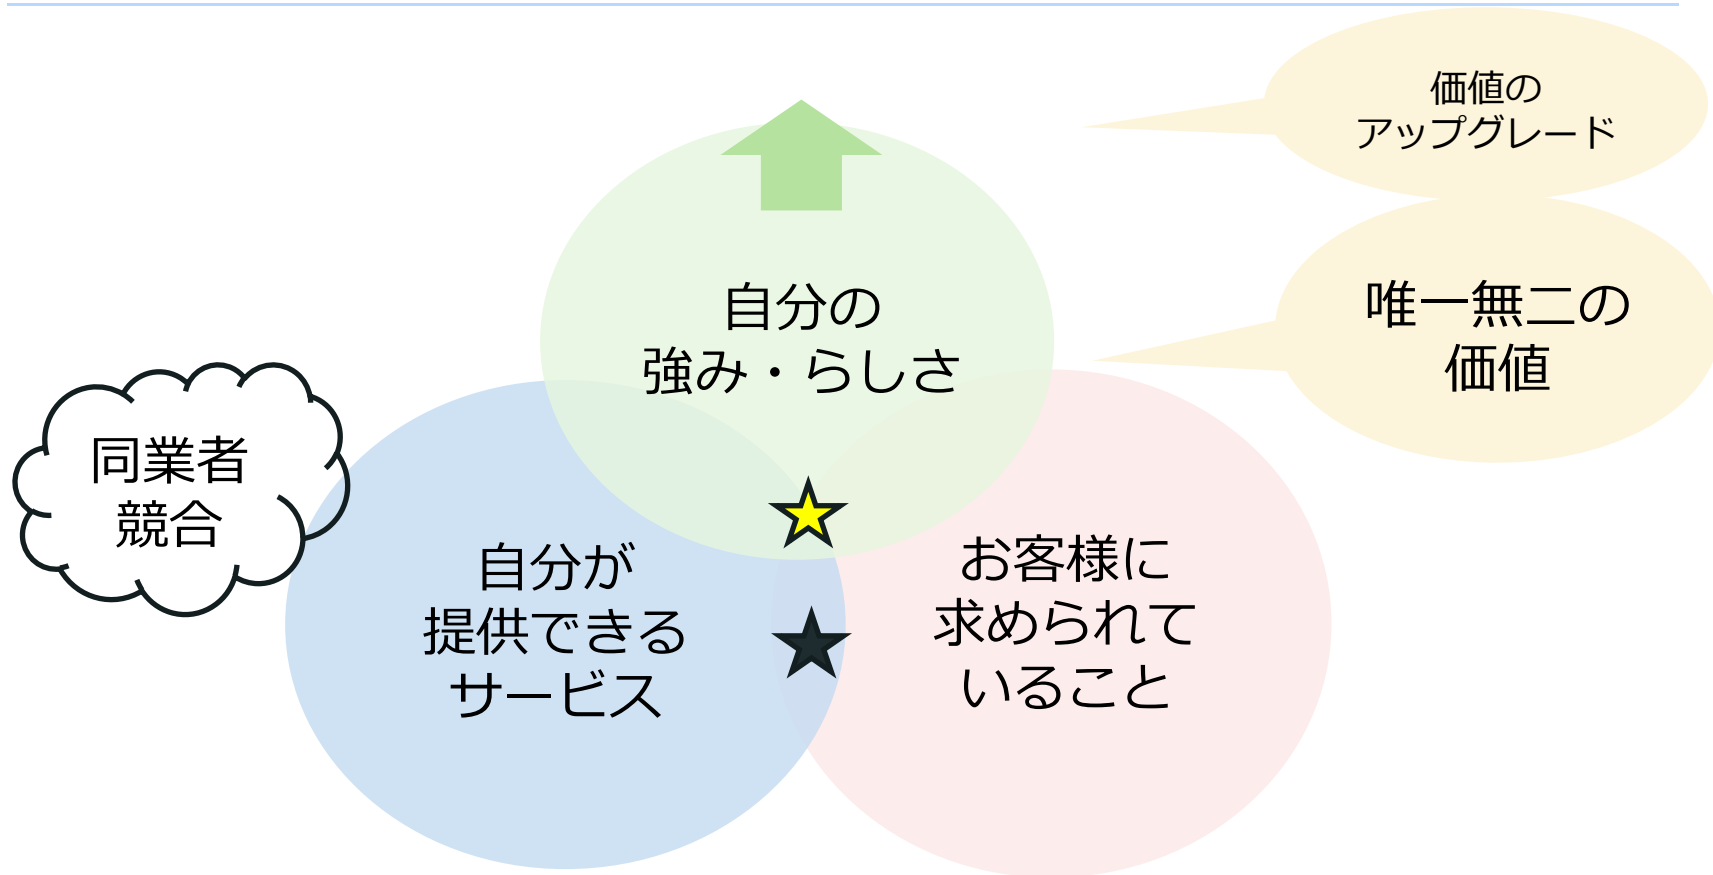 価値の
アップグレード
唯一無二の
価値
自分の
強み・らしさ
同業者
競合
自分が
提供できる
サービス
お客様に
求められて
いること